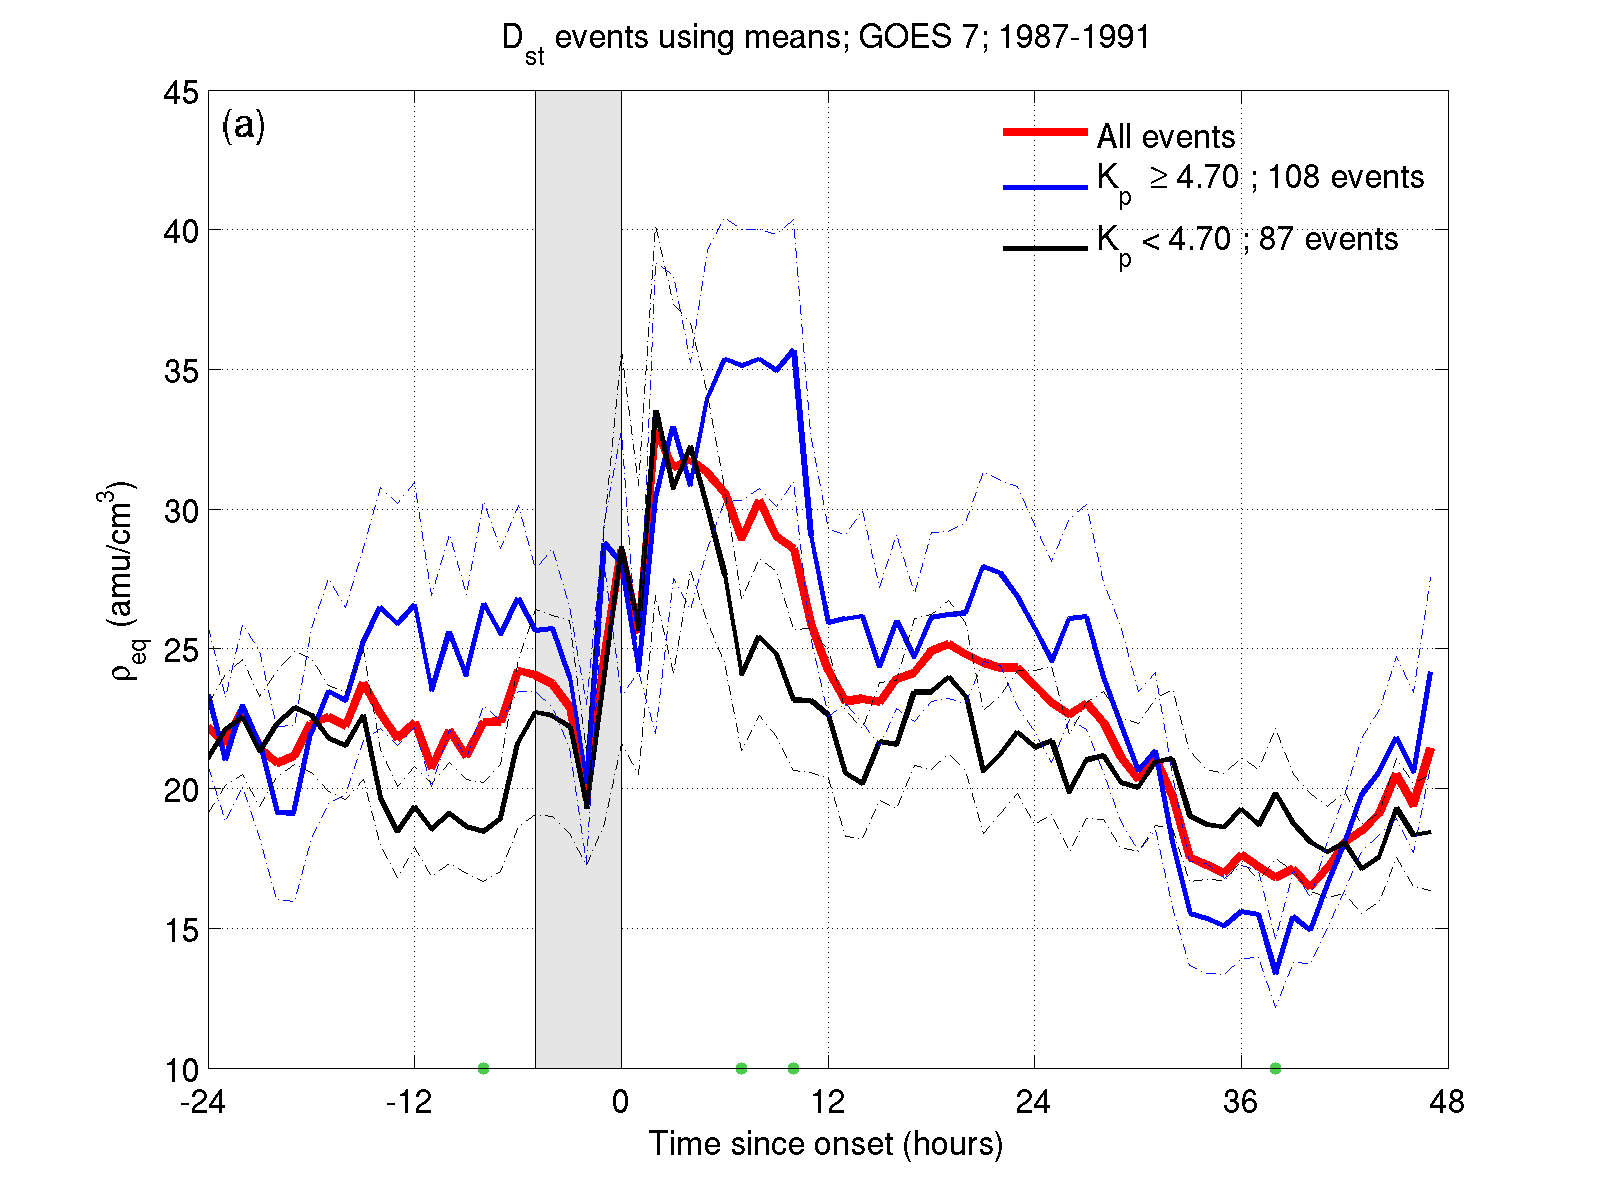 D_st events using means; GOES 7; 1987-1991
(a)
All events
K_p ≥ 4.70 ; 108 events
K_p < 4.70 ; 87 events
45
40
35
30
25
20
15
10
ρ_eq (amu/cm³)
-24 -12 0 12 24 36 48
Time since onset (hours)